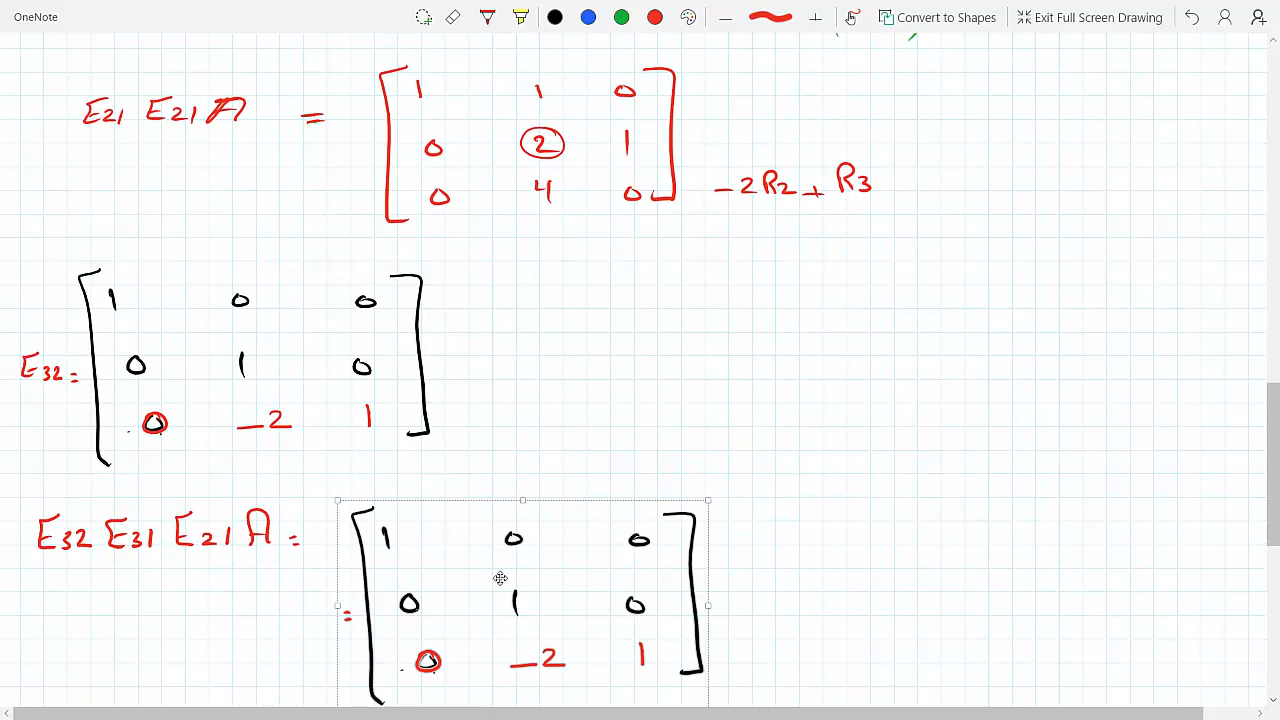 OneNote
Convert to Shapes
Exit Full Screen Drawing
E21 E21 A = [ 1 1 0
0 2 1
0 4 0 ] -2R2 + R3
E32 = [ 1 0 0
0 1 0
0 -2 1 ]
E32 E31 E21 A = = [ 1 0 0
0 1 0
0 -2 1 ]